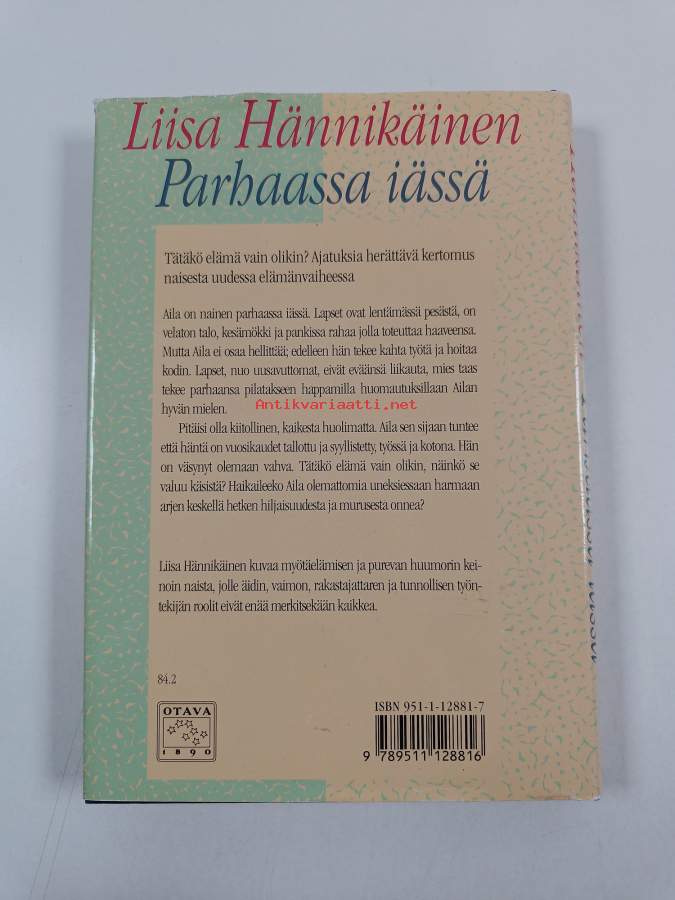 Liisa Hännikäinen
Parhaassa iässä
Tätäkö elämä vain olikin? Ajatuksia herättävä kertomus
naisesta uudessa elämänvaiheessa
Aila on nainen parhaassa iässä. Lapset ovat lentämässä pesästä, on
velaton talo, kesämökki ja pankissa rahaa jolla toteuttaa haaveensa.
Mutta Aila ei osaa hellittää; edelleen hän tekee kahta työtä ja hoitaa
kodin. Lapset, nuo uusavuttomat, eivät eväänsä liikauta, mies taas
tekee parhaansa pilatakseen happamilla huomautuksillaan Ailan
hyvän mielen.
Antikvariaatti.net
Pitäisi olla kiitollinen, kaikesta huolimatta. Aila sen sijaan tuntee
että häntä on vuosikaudet tallottu ja syyllistetty, työssä ja kotona. Hän
on väsynyt olemaan vahva. Tätäkö elämä vain olikin, näinkö se
valuu käsistä? Haikaileeko Aila olemattomia uneksiessaan harmaan
arjen keskellä hetken hiljaisuudesta ja murusesta onnea?
Liisa Hännikäinen kuvaa myötäelämisen ja purevan huumorin kei-
noin naista, jolle äidin, vaimon, rakastajattaren ja tunnollisen työn-
tekijän roolit eivät enää merkitsekään kaikkea.
84.2
OTAVA
1890
ISBN 951-1-12881-7
9 789511 128816